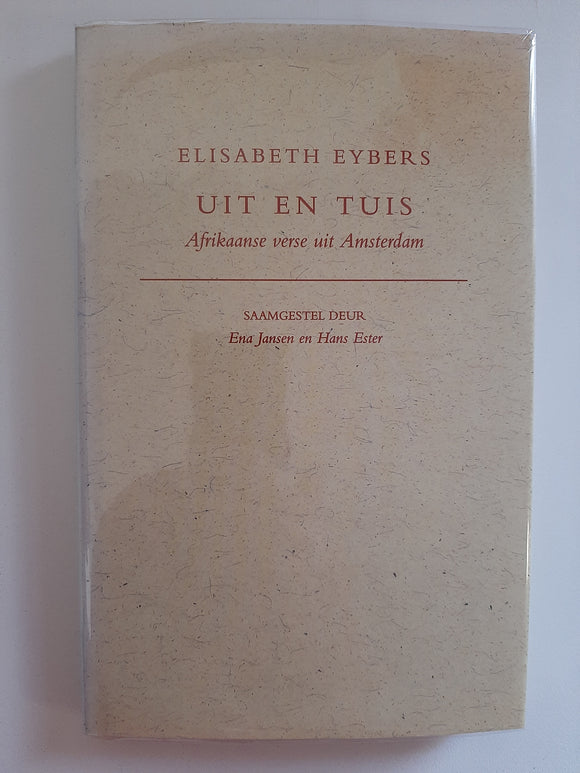 ELISABETH EYBERS
UIT EN TUIS
Afrikaanse verse uit Amsterdam
SAAMGESTEL DEUR
Ena Jansen en Hans Ester